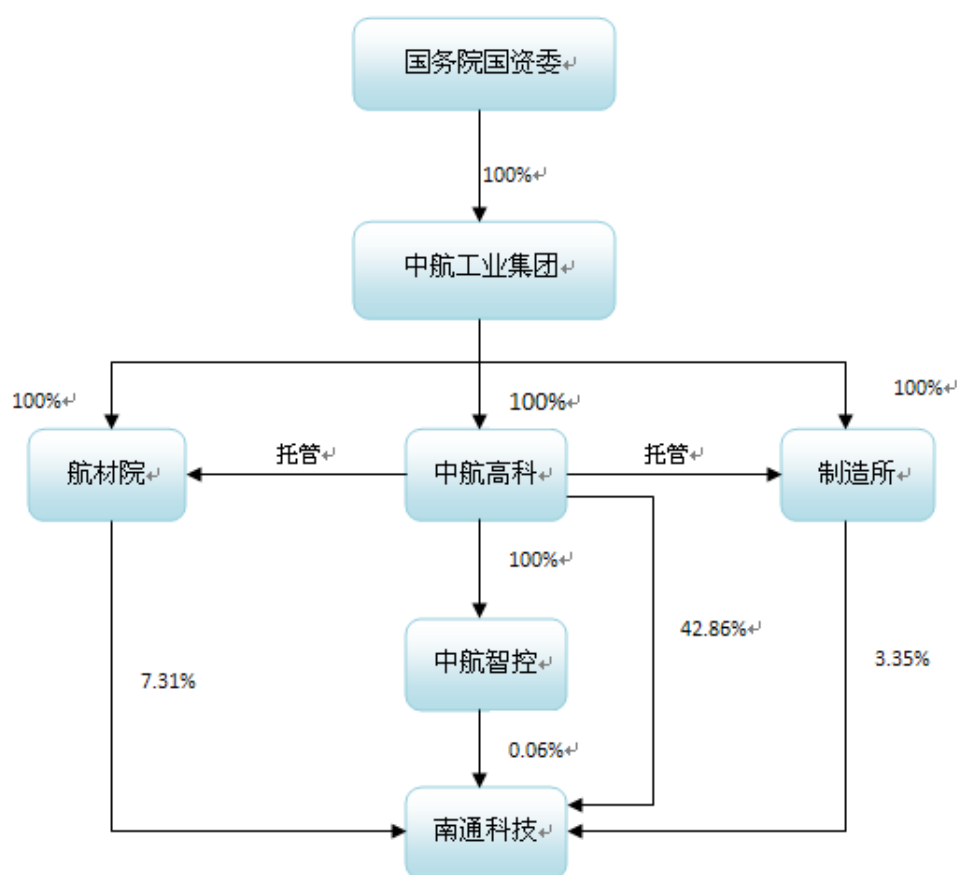 国务院国资委↵
100%↵
中航工业集团↵
100%↵
100%↵
100%↵
航材院↵
托管↵
中航高科↵
托管↵
制造所↵
100%↵
42.86%↵
中航智控↵
7.31%
3.35%
0.06%↵
南通科技↵